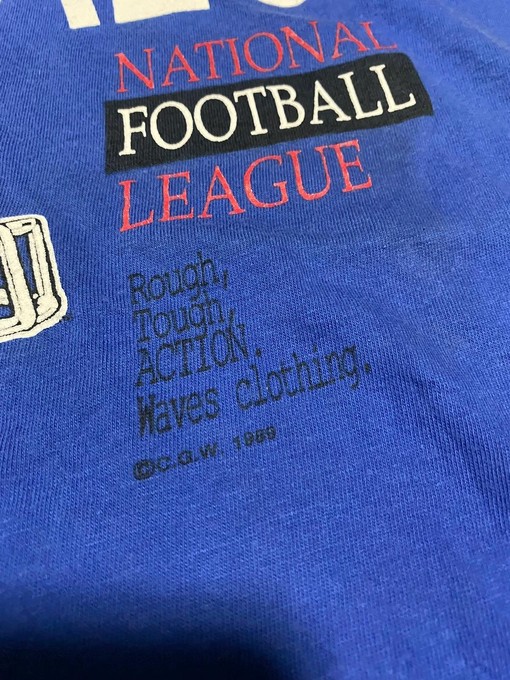 NATIONAL
FOOTBALL
LEAGUE
Rough,
Tough,
ACTION.
Waves clothing.
©C.G.W. 1989